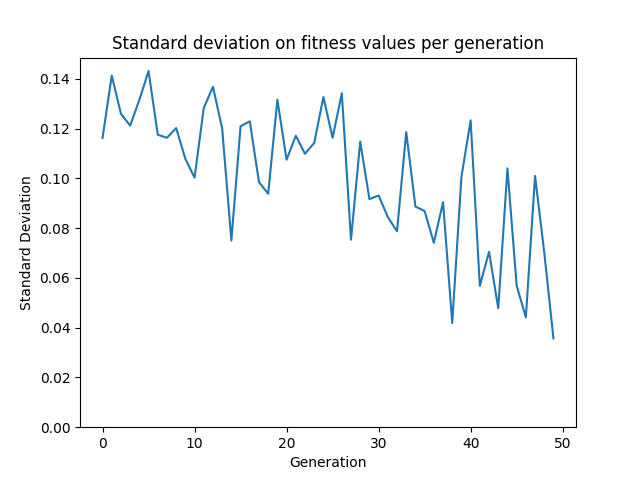 Standard deviation on fitness values per generation
0.14
0.12
0.10
0.08
0.06
0.04
0.02
0.00
Standard Deviation
0 10 20 30 40 50
Generation